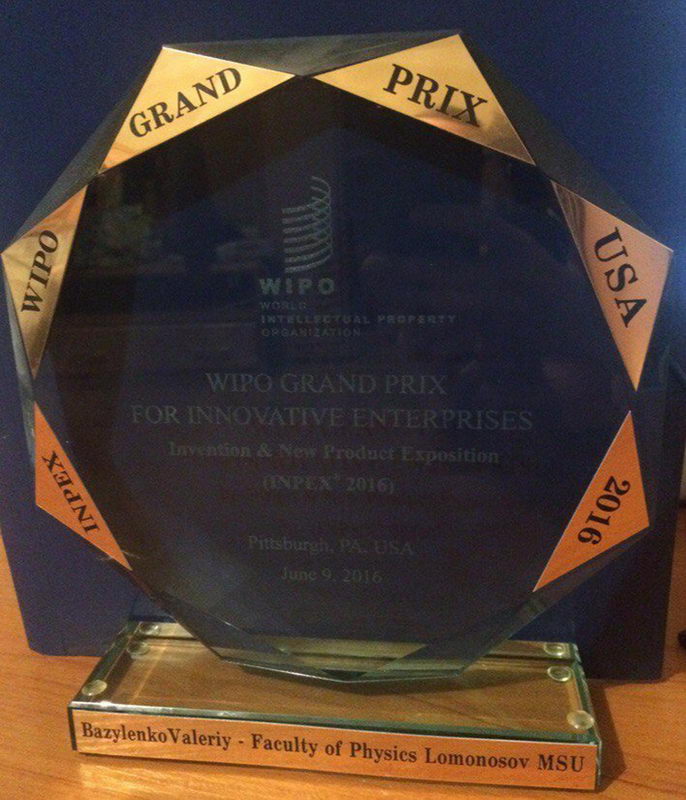 GRAND
PRIX
WIPO
USA
INPEX
2016
WIPO
WORLD
INTELLECTUAL PROPERTY
ORGANIZATION
WIPO GRAND PRIX
FOR INNOVATIVE ENTERPRISES
Invention & New Product Exposition
(INPEX® 2016)
Pittsburgh, PA, USA
June 9, 2016
BazylenkoValeriy - Faculty of Physics Lomonosov MSU